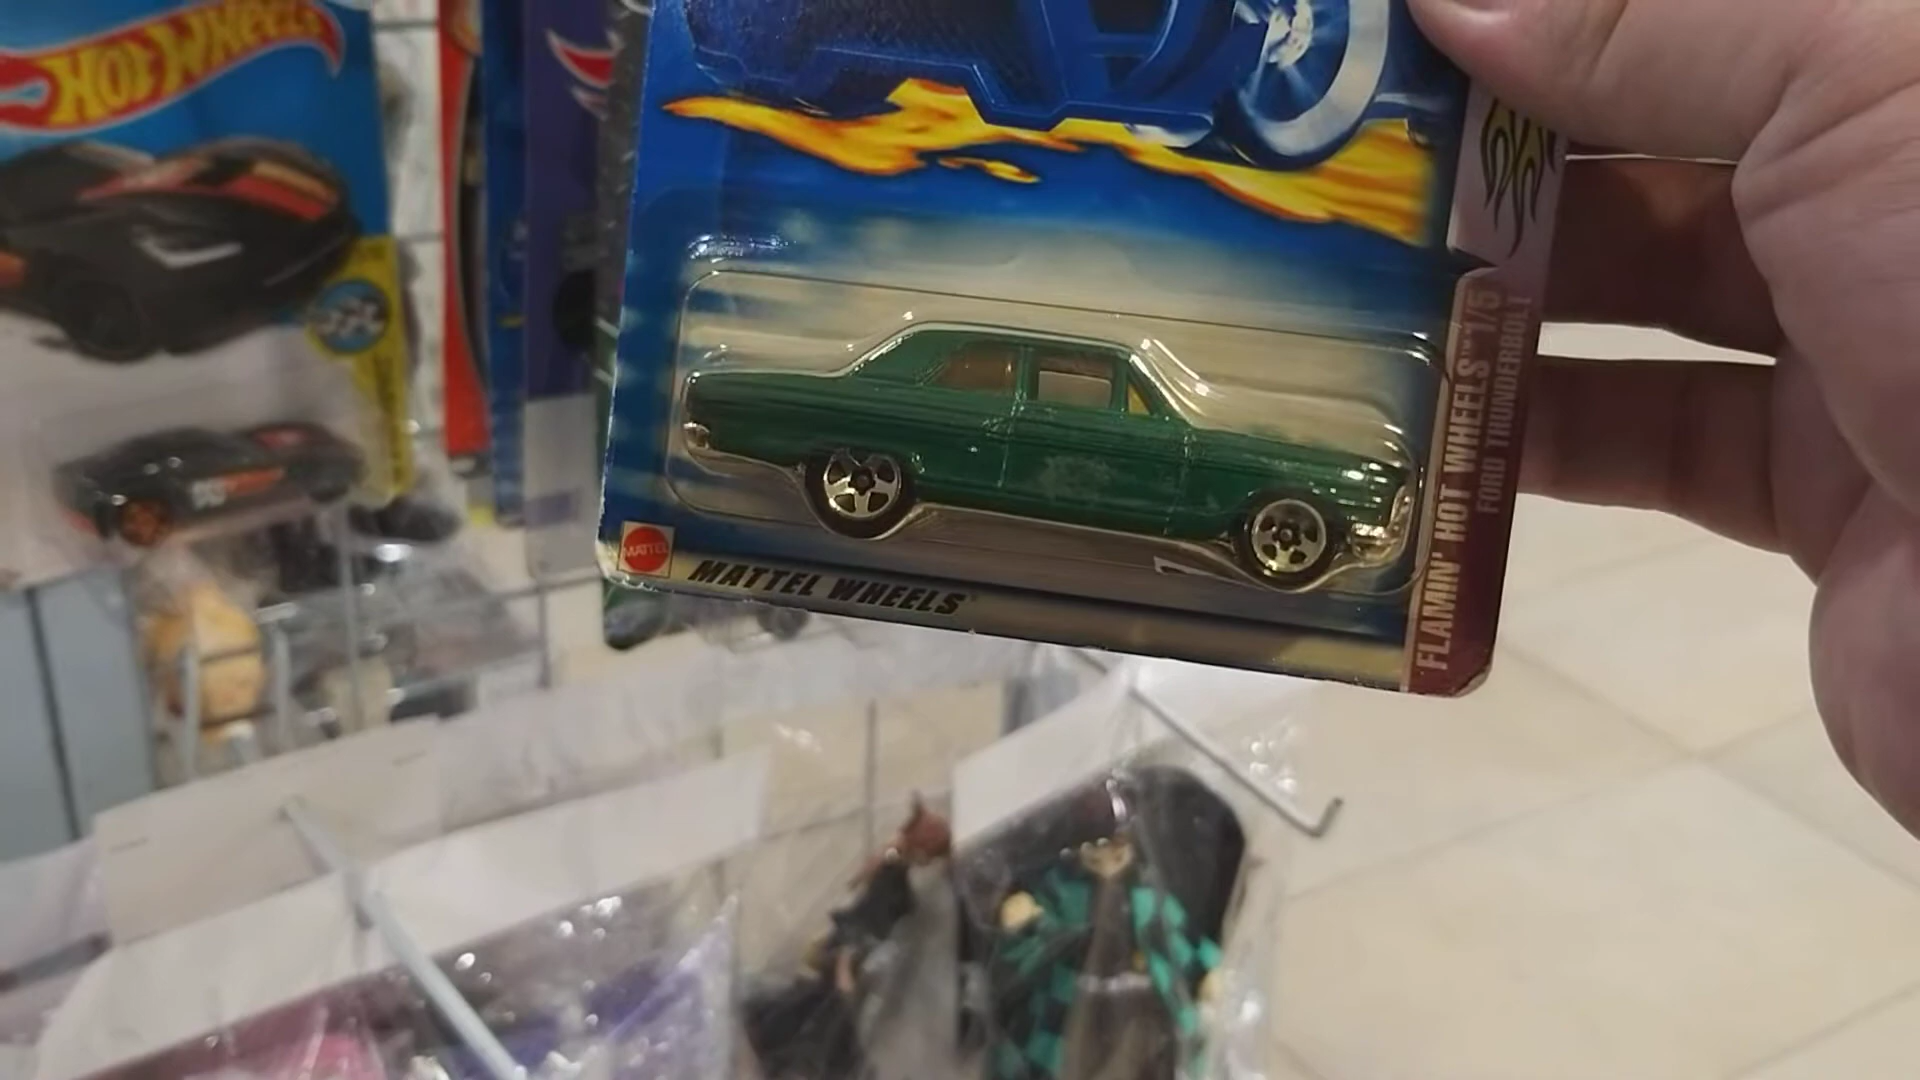 HOT WHEELS
FLAMIN' HOT WHEELS™ 1/5
FORD THUNDERBOLT
MATTEL
MATTEL WHEELS